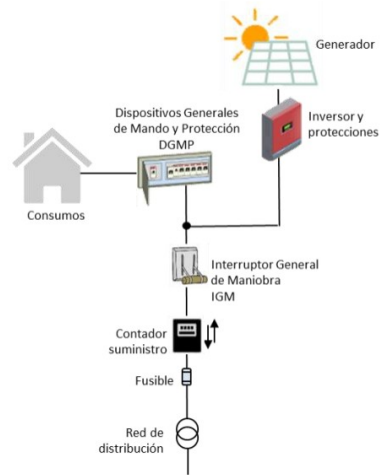 Generador
Dispositivos Generales
de Mando y Protección
DGMP
Inversor y
protecciones
Consumos
Interruptor General
de Maniobra
IGM
Contador
suministro
Fusible
Red de
distribución